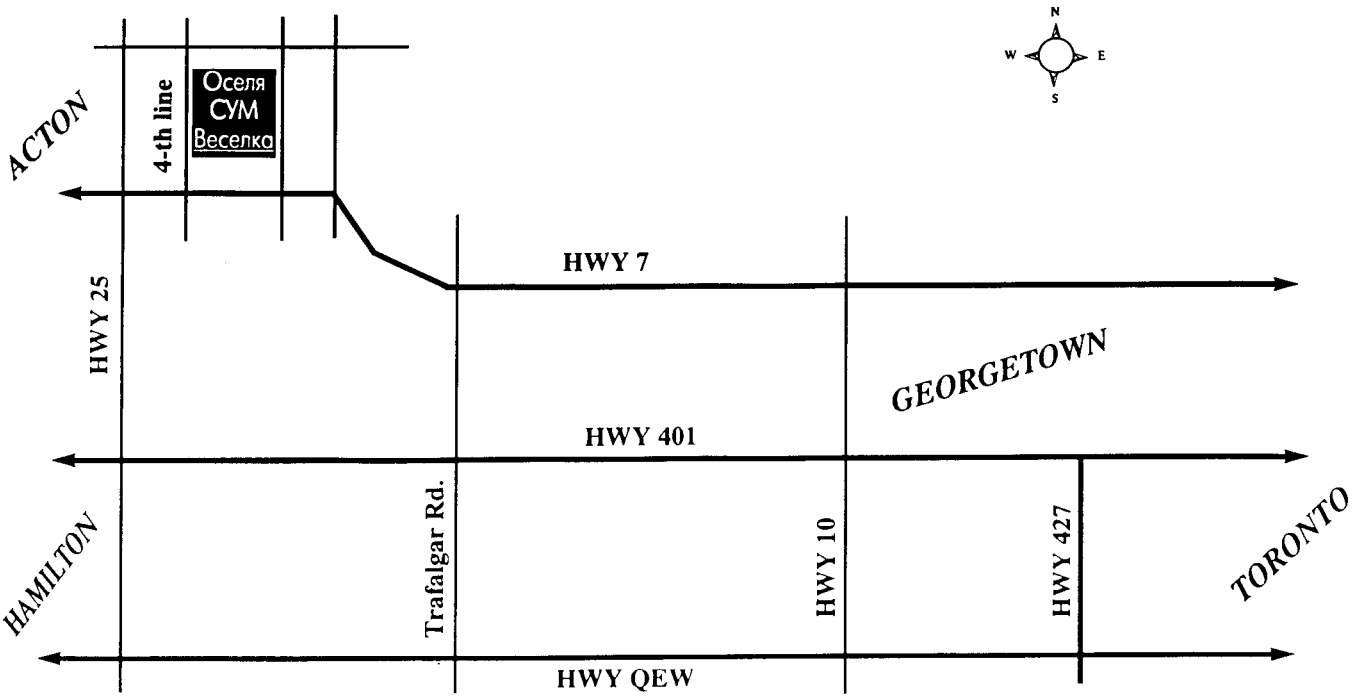 N
W
E
S
Оселя
СУМ
Веселка
4-th line
ACTON
HWY 25
HWY 7
GEORGETOWN
HWY 401
HAMILTON
Trafalgar Rd.
HWY 10
HWY 427
TORONTO
HWY QEW